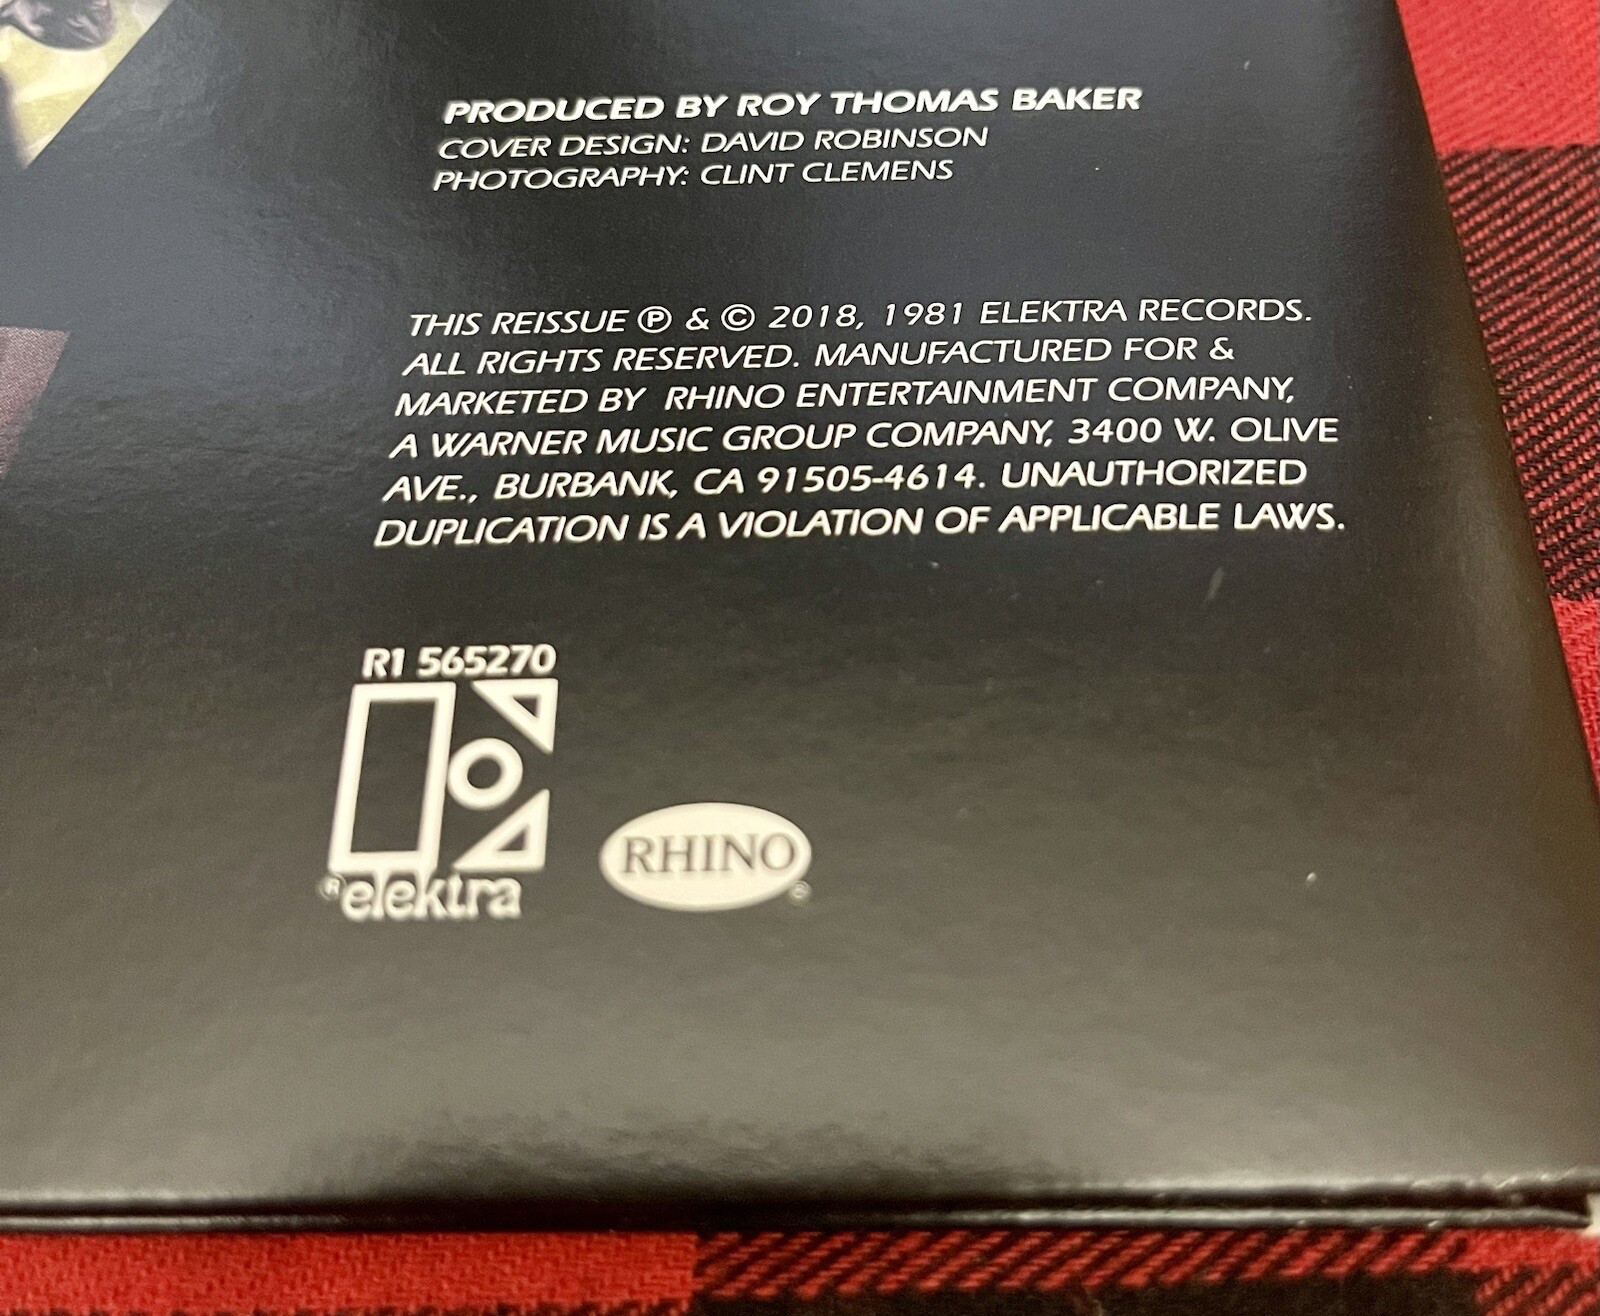 PRODUCED BY ROY THOMAS BAKER
COVER DESIGN: DAVID ROBINSON
PHOTOGRAPHY: CLINT CLEMENS
THIS REISSUE ℗ & © 2018, 1981 ELEKTRA RECORDS.
ALL RIGHTS RESERVED. MANUFACTURED FOR &
MARKETED BY RHINO ENTERTAINMENT COMPANY,
A WARNER MUSIC GROUP COMPANY, 3400 W. OLIVE
AVE., BURBANK, CA 91505-4614. UNAUTHORIZED
DUPLICATION IS A VIOLATION OF APPLICABLE LAWS.
R1 565270
®elektra
RHINO